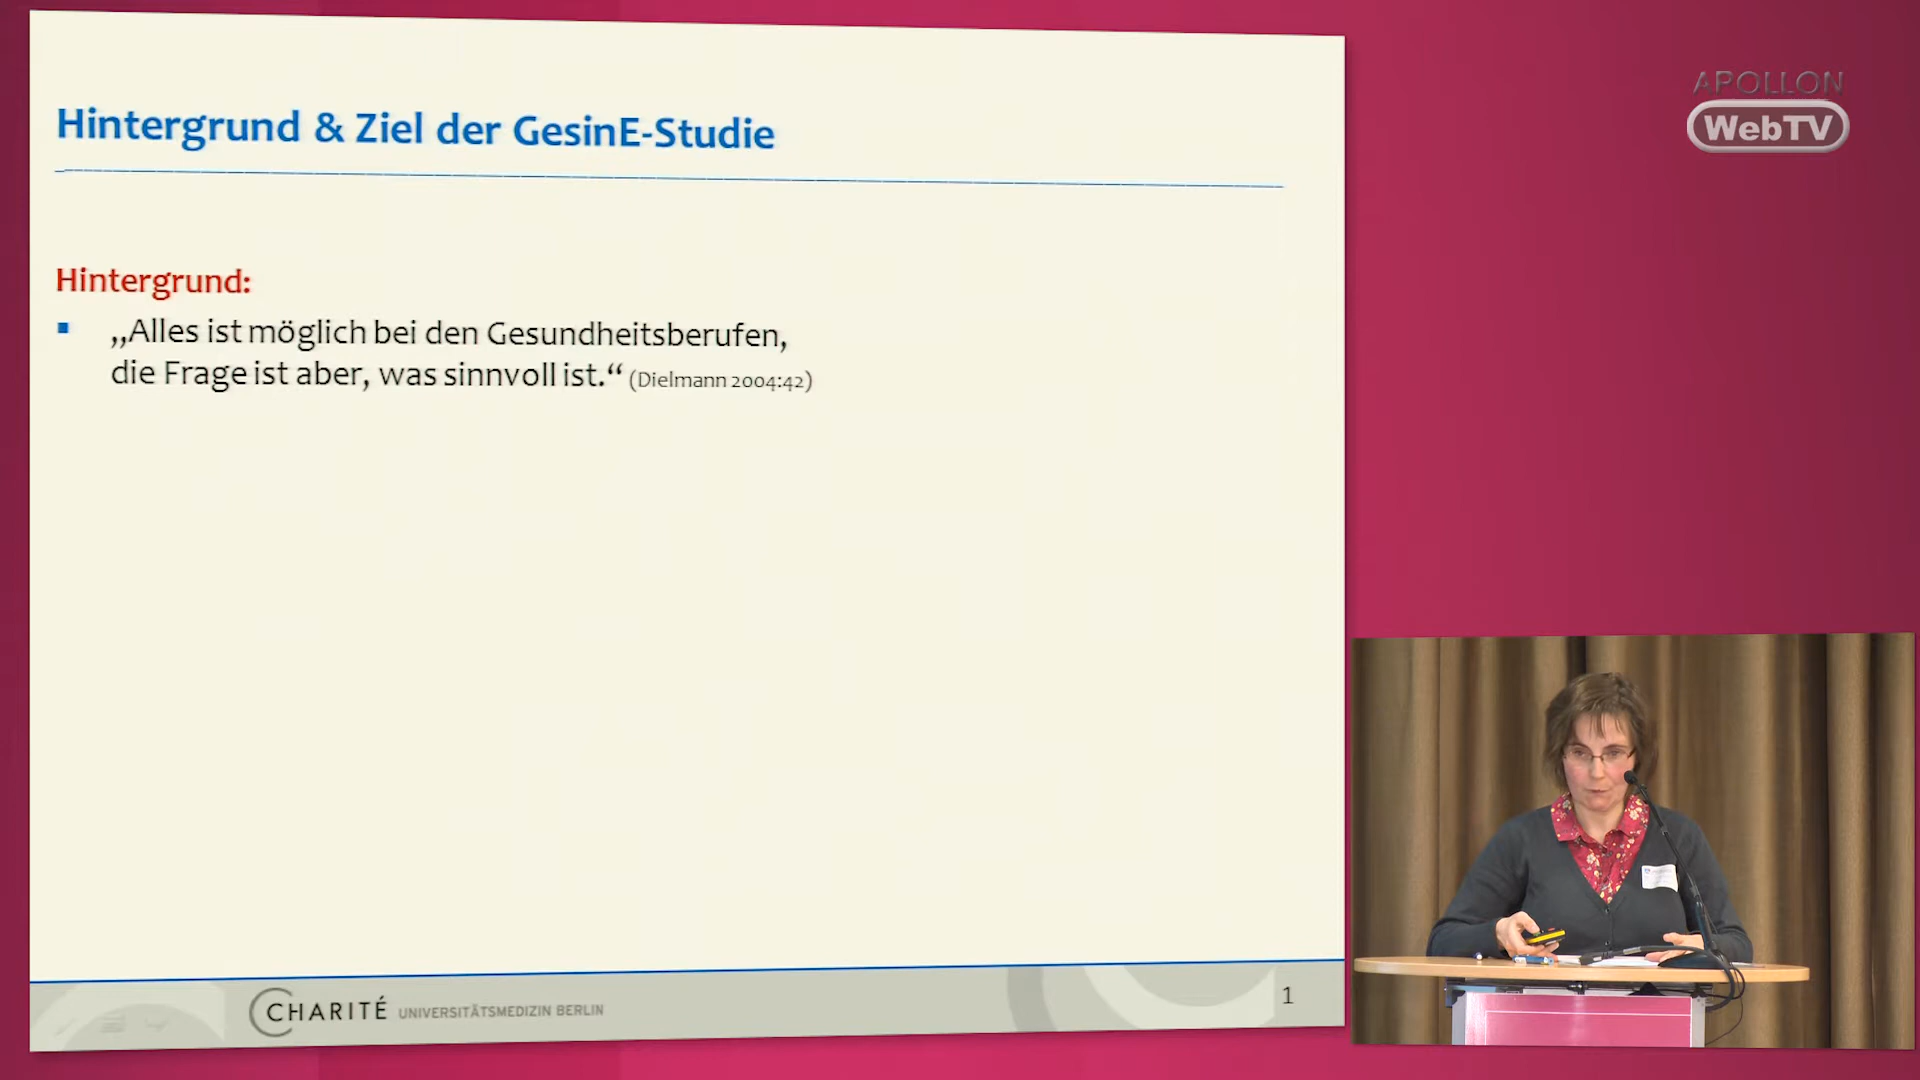 APOLLON
WebTV
Hintergrund & Ziel der GesinE-Studie
Hintergrund:
„Alles ist möglich bei den Gesundheitsberufen,
die Frage ist aber, was sinnvoll ist.“ (Dielmann 2004:42)
CHARITÉ UNIVERSITÄTSMEDIZIN BERLIN
1